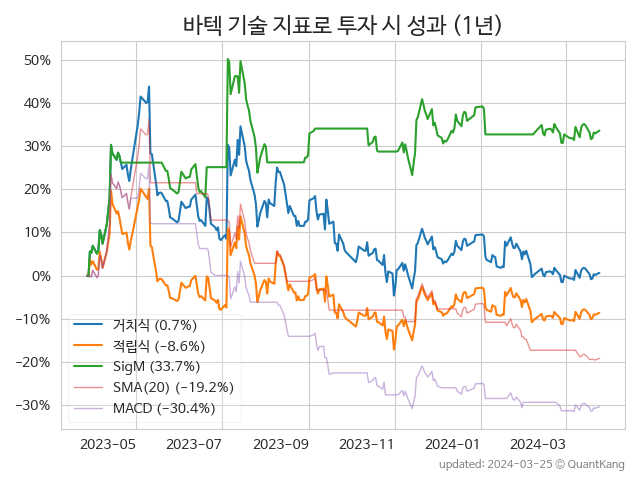 바텍 기술 지표로 투자 시 성과 (1년)
50%
40%
30%
20%
10%
0%
−10%
−20%
−30%
거치식 (0.7%)
적립식 (−8.6%)
SigM (33.7%)
SMA(20) (−19.2%)
MACD (−30.4%)
2023−05
2023−07
2023−09
2023−11
2024−01
2024−03
updated: 2024−03−25 ⓒ QuantKang